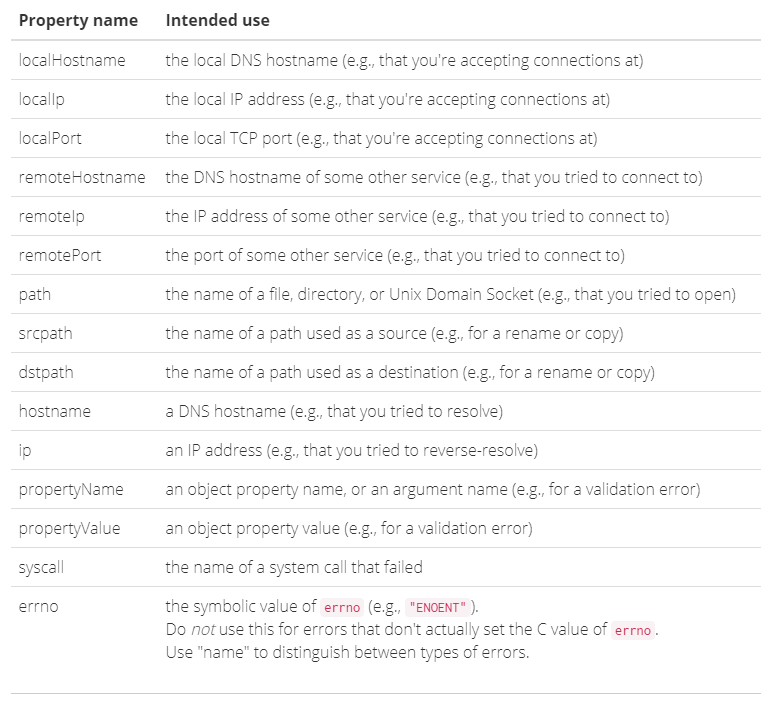 Property name Intended use
localHostname the local DNS hostname (e.g., that you're accepting connections at)
localIp the local IP address (e.g., that you're accepting connections at)
localPort the local TCP port (e.g., that you're accepting connections at)
remoteHostname the DNS hostname of some other service (e.g., that you tried to connect to)
remoteIp the IP address of some other service (e.g., that you tried to connect to)
remotePort the port of some other service (e.g., that you tried to connect to)
path the name of a file, directory, or Unix Domain Socket (e.g., that you tried to open)
srcpath the name of a path used as a source (e.g., for a rename or copy)
dstpath the name of a path used as a destination (e.g., for a rename or copy)
hostname a DNS hostname (e.g., that you tried to resolve)
ip an IP address (e.g., that you tried to reverse-resolve)
propertyName an object property name, or an argument name (e.g., for a validation error)
propertyValue an object property value (e.g., for a validation error)
syscall the name of a system call that failed
errno the symbolic value of errno (e.g., "ENOENT" ).
Do not use this for errors that don't actually set the C value of errno .
Use "name" to distinguish between types of errors.